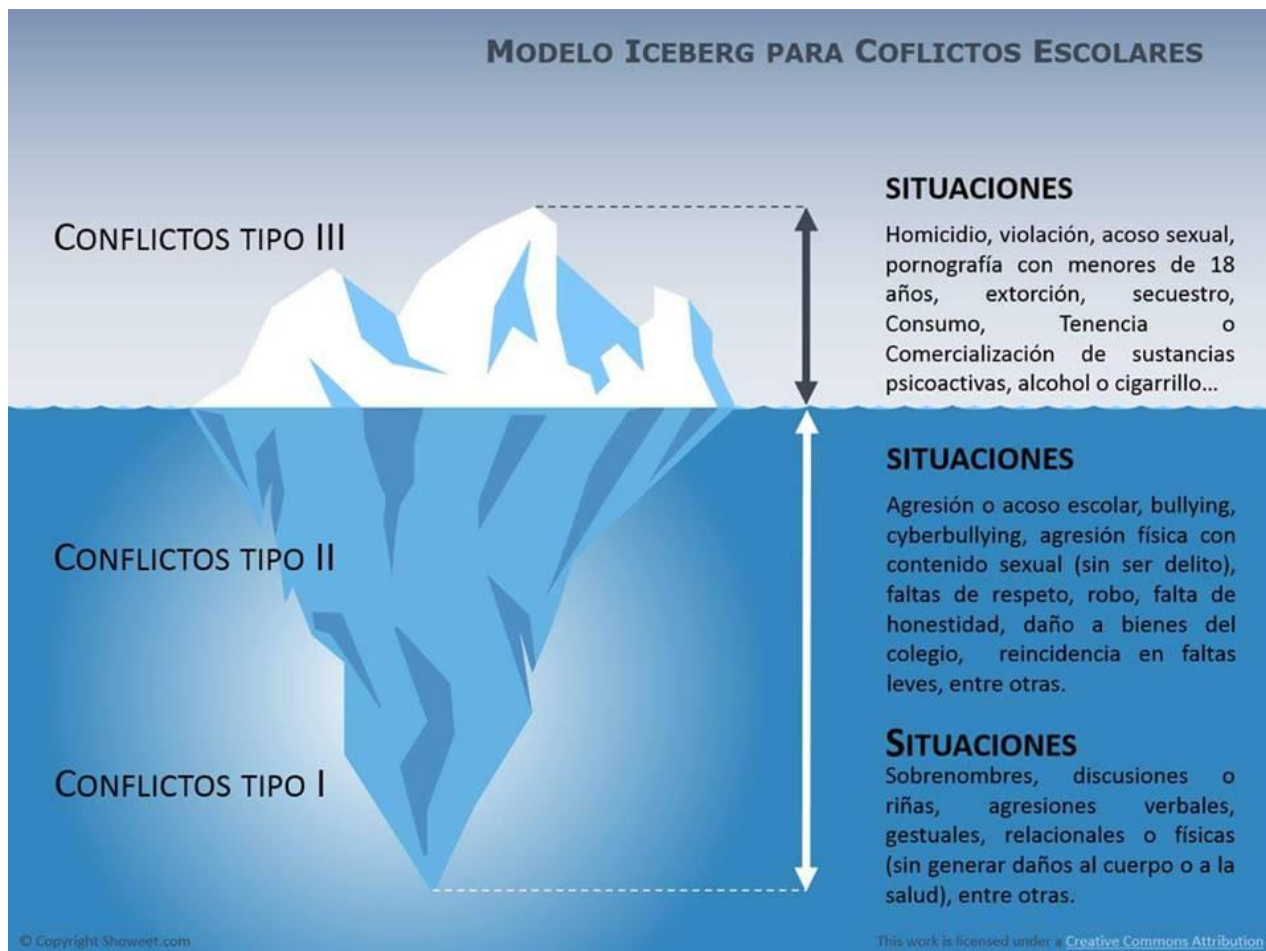 MODELO ICEBERG PARA COFLICTOS ESCOLARES
CONFLICTOS TIPO III
SITUACIONES
Homicidio, violación, acoso sexual,
pornografía con menores de 18
años, extorción, secuestro,
Consumo, Tenencia o
Comercialización de sustancias
psicoactivas, alcohol o cigarrillo...
CONFLICTOS TIPO II
SITUACIONES
Agresión o acoso escolar, bullying,
cyberbullying, agresión física con
contenido sexual (sin ser delito),
faltas de respeto, robo, falta de
honestidad, daño a bienes del
colegio, reincidencia en faltas
leves, entre otras.
CONFLICTOS TIPO I
SITUACIONES
Sobrenombres, discusiones o
riñas, agresiones verbales,
gestuales, relacionales o físicas
(sin generar daños al cuerpo o a la
salud), entre otras.
© Copyright Showeet.com
This work is licensed under a Creative Commons Attribution